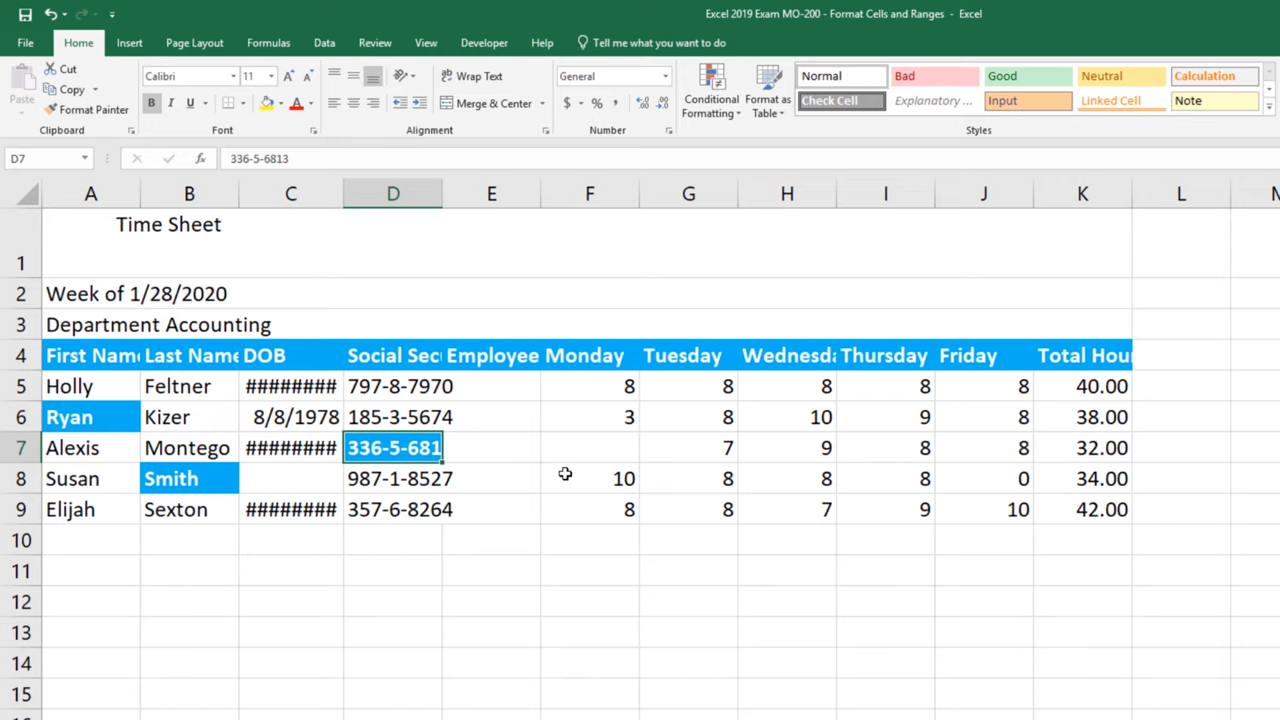 Excel 2019 Exam MO-200 - Format Cells and Ranges - Excel
File Home Insert Page Layout Formulas Data Review View Developer Help Tell me what you want to do
Paste
Cut
Copy
Format Painter
Clipboard
Calibri 11
B I U
Font
Wrap Text
Merge & Center
Alignment
General
$ % ,
Number
Conditional Formatting
Format as Table
Normal Bad Good Neutral Calculation
Check Cell Explanatory ... Input Linked Cell Note
Styles
D7 fx 336-5-6813
A B C D E F G H I J K L M
1 Time Sheet
2 Week of 1/28/2020
3 Department Accounting
4 First Name Last Name DOB Social Sec Employee Monday Tuesday Wednesda Thursday Friday Total Hou
5 Holly Feltner ######## 797-8-7970 8 8 8 8 8 40.00
6 Ryan Kizer 8/8/1978 185-3-5674 3 8 10 9 8 38.00
7 Alexis Montego ######## 336-5-681 7 9 8 8 32.00
8 Susan Smith 987-1-8527 10 8 8 8 0 34.00
9 Elijah Sexton ######## 357-6-8264 8 8 7 9 10 42.00
10
11
12
13
14
15